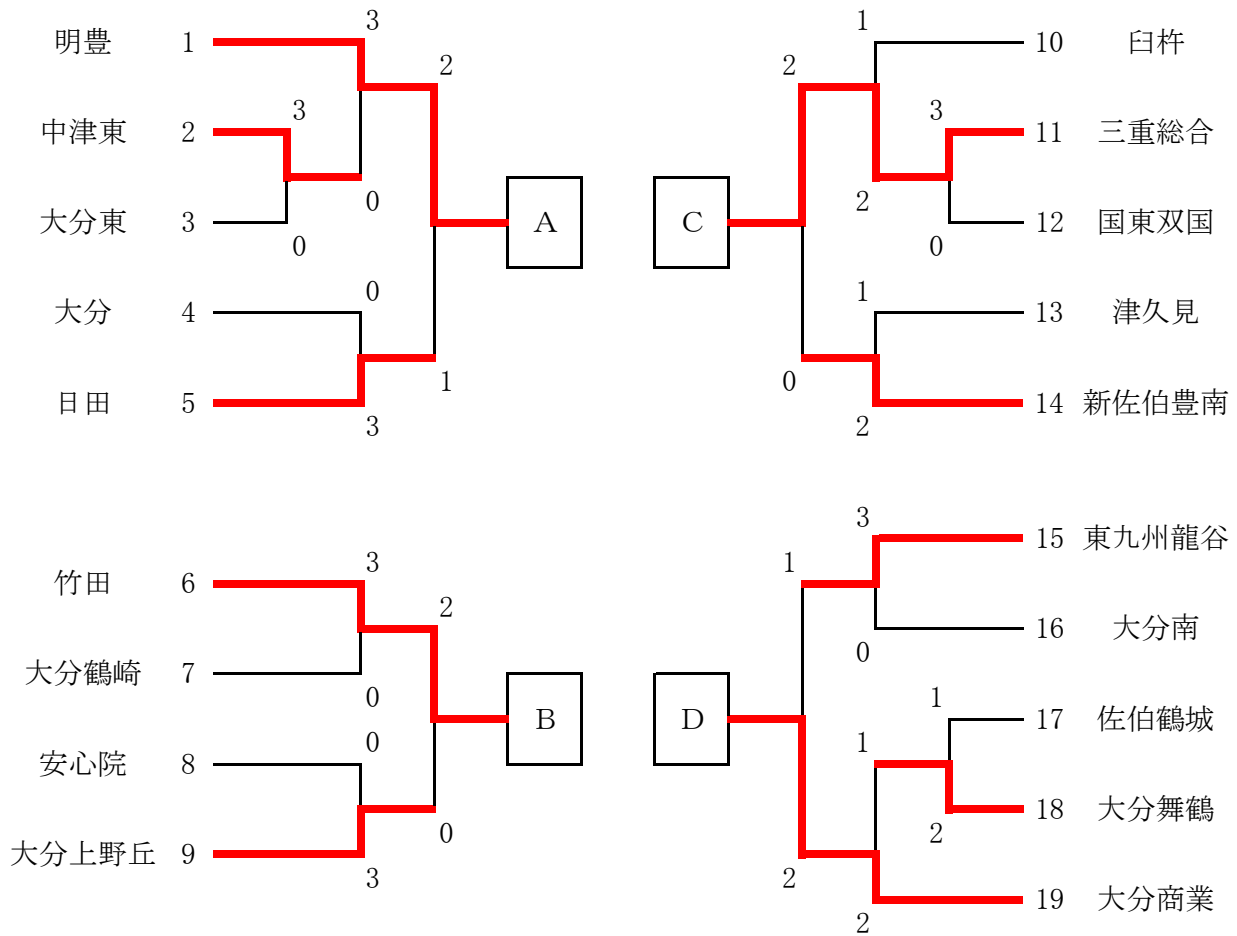 明豊 1
3
2
中津東 2
3
0
大分東 3
0
A
大分 4
0
日田 5
3
1
竹田 6
3
2
大分鶴崎 7
0
B
安心院 8
0
0
大分上野丘 9
3
1
10 臼杵
2
3
11 三重総合
2
12 国東双国
0
C
1
13 津久見
0
14 新佐伯豊南
2
3
15 東九州龍谷
1
16 大分南
0
D
1
17 佐伯鶴城
1
18 大分舞鶴
2
2
19 大分商業
2